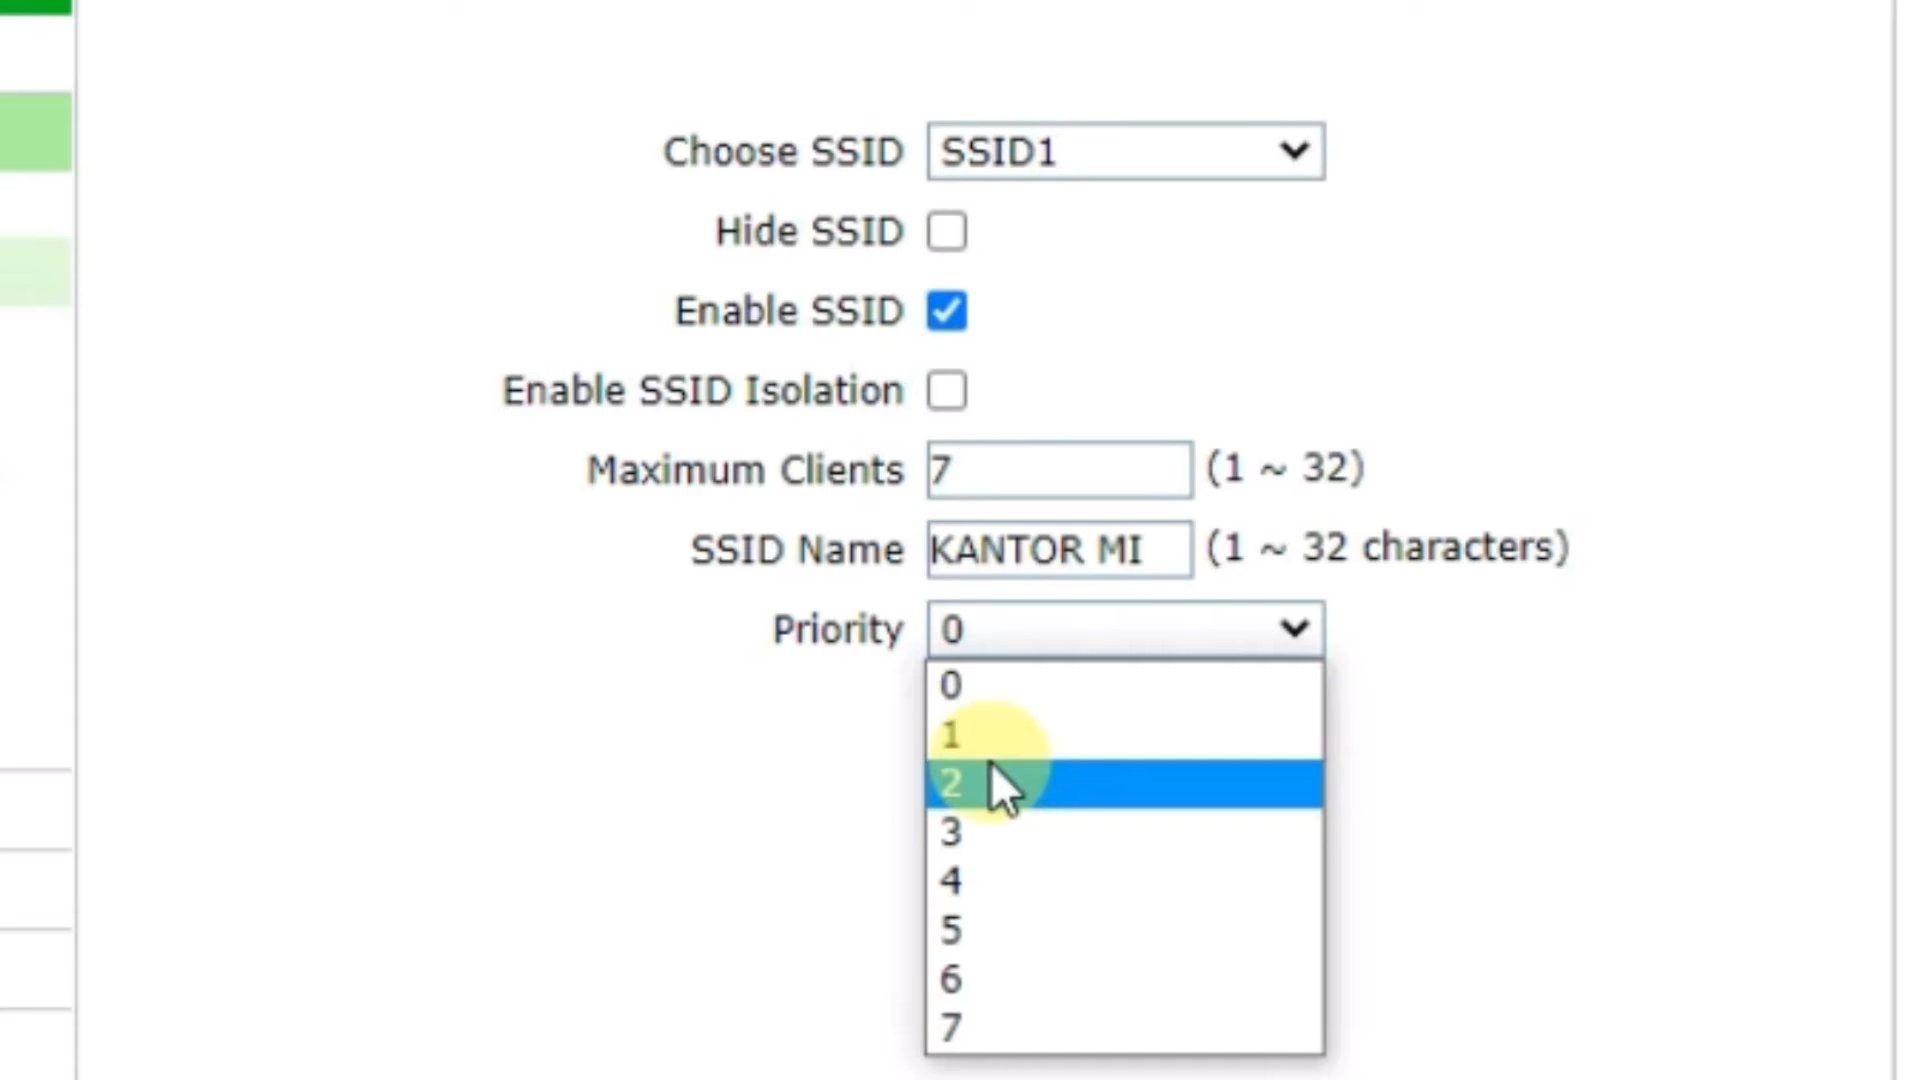 Choose SSID SSID1
Hide SSID
Enable SSID
Enable SSID Isolation
Maximum Clients 7 (1 ~ 32)
SSID Name KANTOR MI (1 ~ 32 characters)
Priority 0
0
1
2
3
4
5
6
7